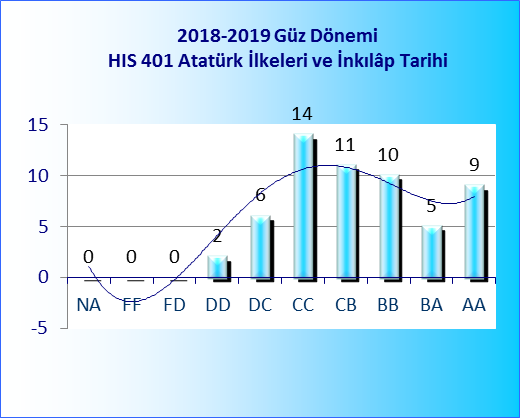 2018-2019 Güz Dönemi
HIS 401 Atatürk İlkeleri ve İnkılâp Tarihi
15
10
5
0
-5
0 0 0 2 6 14 11 10 5 9
NA FF FD DD DC CC CB BB BA AA